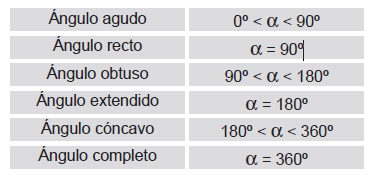 Ángulo agudo 0º < α < 90º
Ángulo recto α = 90º
Ángulo obtuso 90º < α < 180º
Ángulo extendido α = 180º
Ángulo cóncavo 180º < α < 360º
Ángulo completo α = 360º